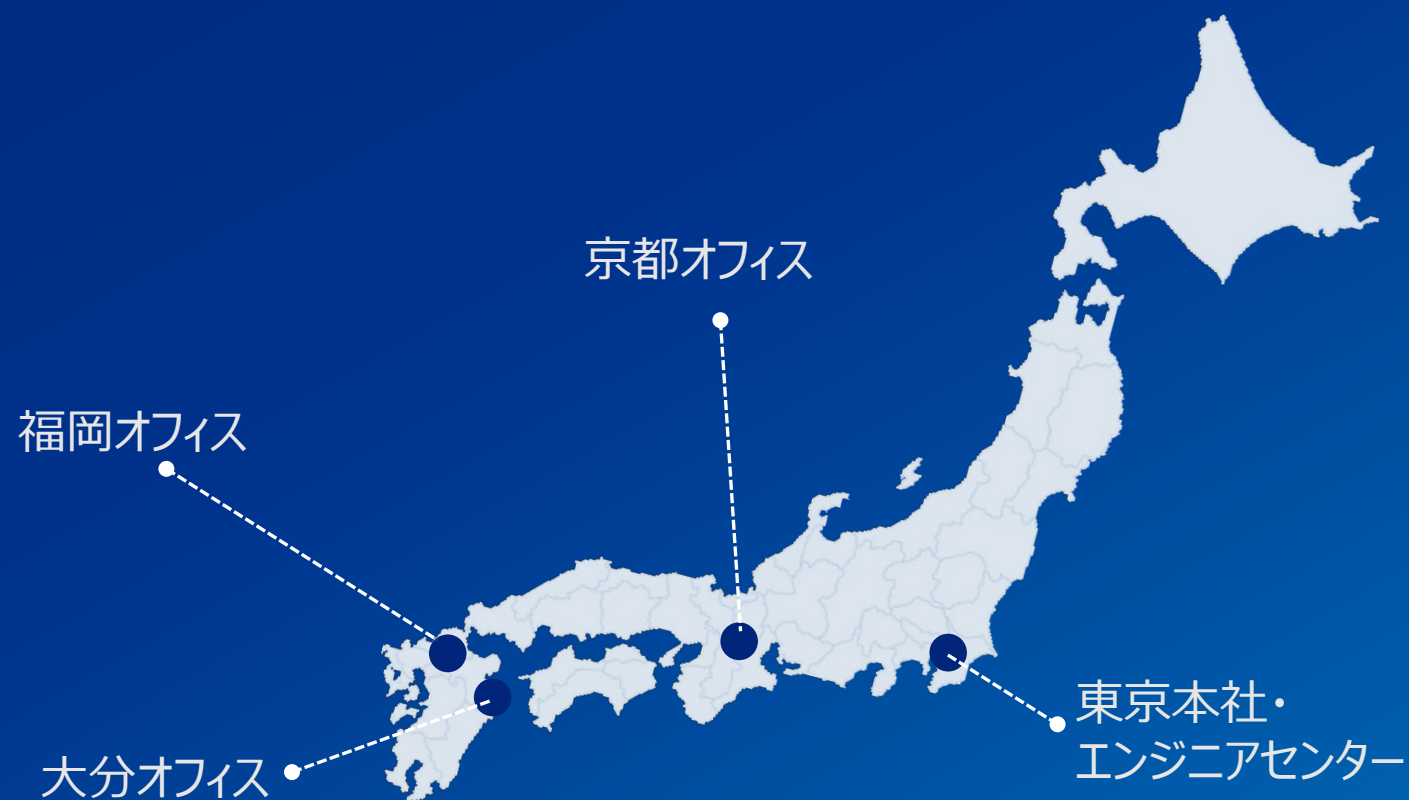 京都オフィス
福岡オフィス
東京本社・
エンジニアセンター
大分オフィス